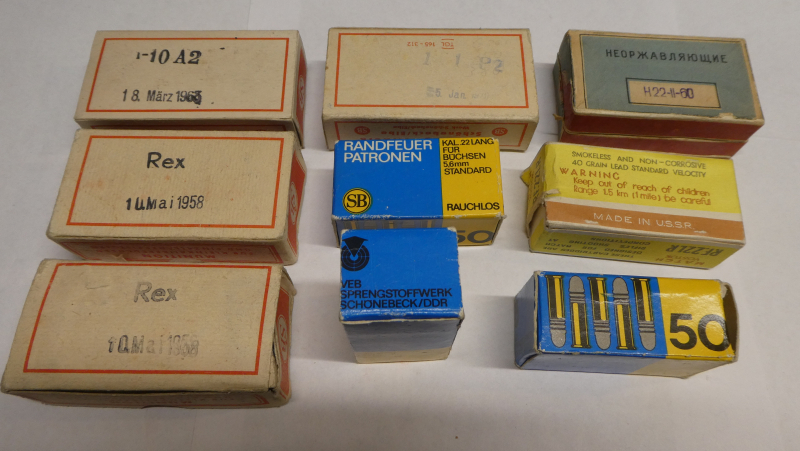 10 A2
18. März 1963
TGL
НЕОРЖАВЛЯЮЩИЕ
Н.22-II-60
Rex
10. Mai 1958
RANDFEUER
PATRONEN
KAL. 22 LANG
FÜR
BÜCHSEN
5,6mm
STANDARD
SB
RAUCHLOS
50
SMOKELESS AND NON-CORROSIVE
40 GRAIN LEAD STANDARD VELOCITY
WARNING
Keep out of reach of children
Range 1.5 km (1 mile) be careful
MADE IN U.S.S.R.
Rex
10. Mai 1958
VEB
SPRENGSTOFFWERK
SCHÖNEBECK/DDR
50